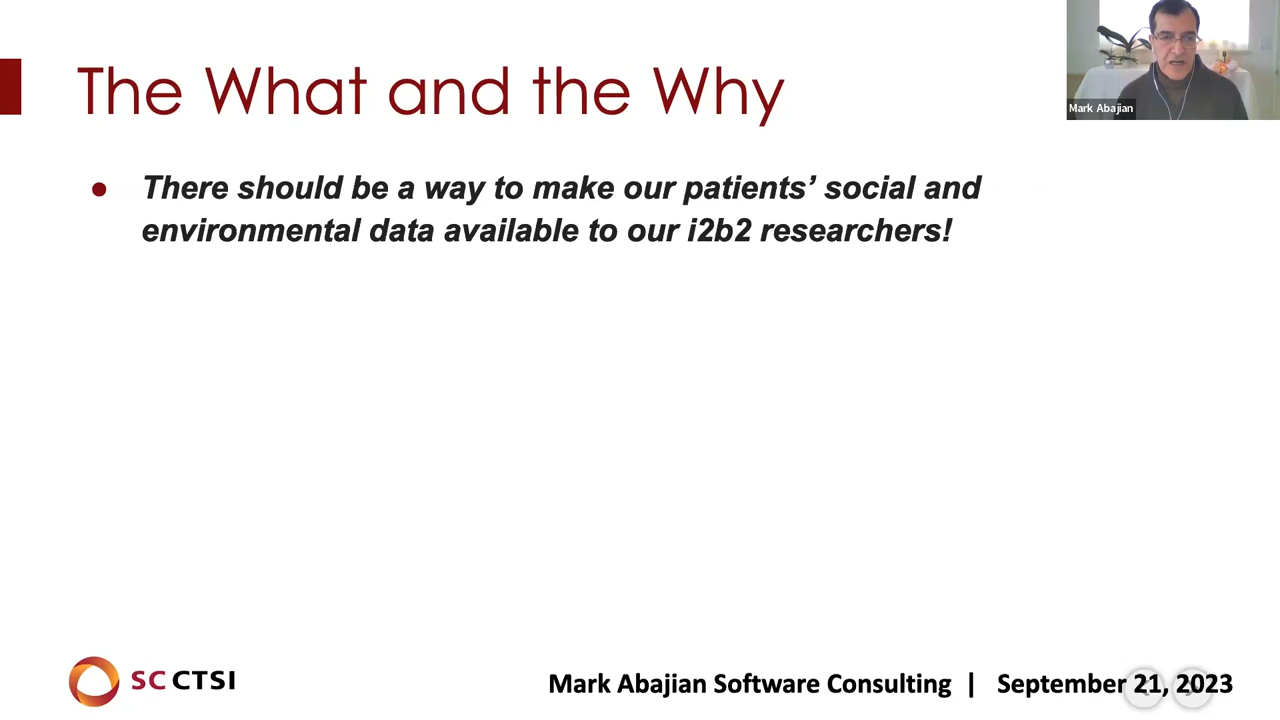 The What and the Why
Mark Abajian
● There should be a way to make our patients’ social and
environmental data available to our i2b2 researchers!
SC CTSI
Mark Abajian Software Consulting | September 21, 2023